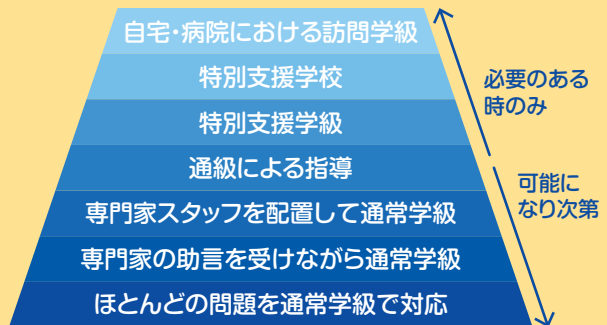 自宅・病院における訪問学級
特別支援学校
特別支援学級
通級による指導
専門家スタッフを配置して通常学級
専門家の助言を受けながら通常学級
ほとんどの問題を通常学級で対応
必要のある
時のみ
可能に
なり次第